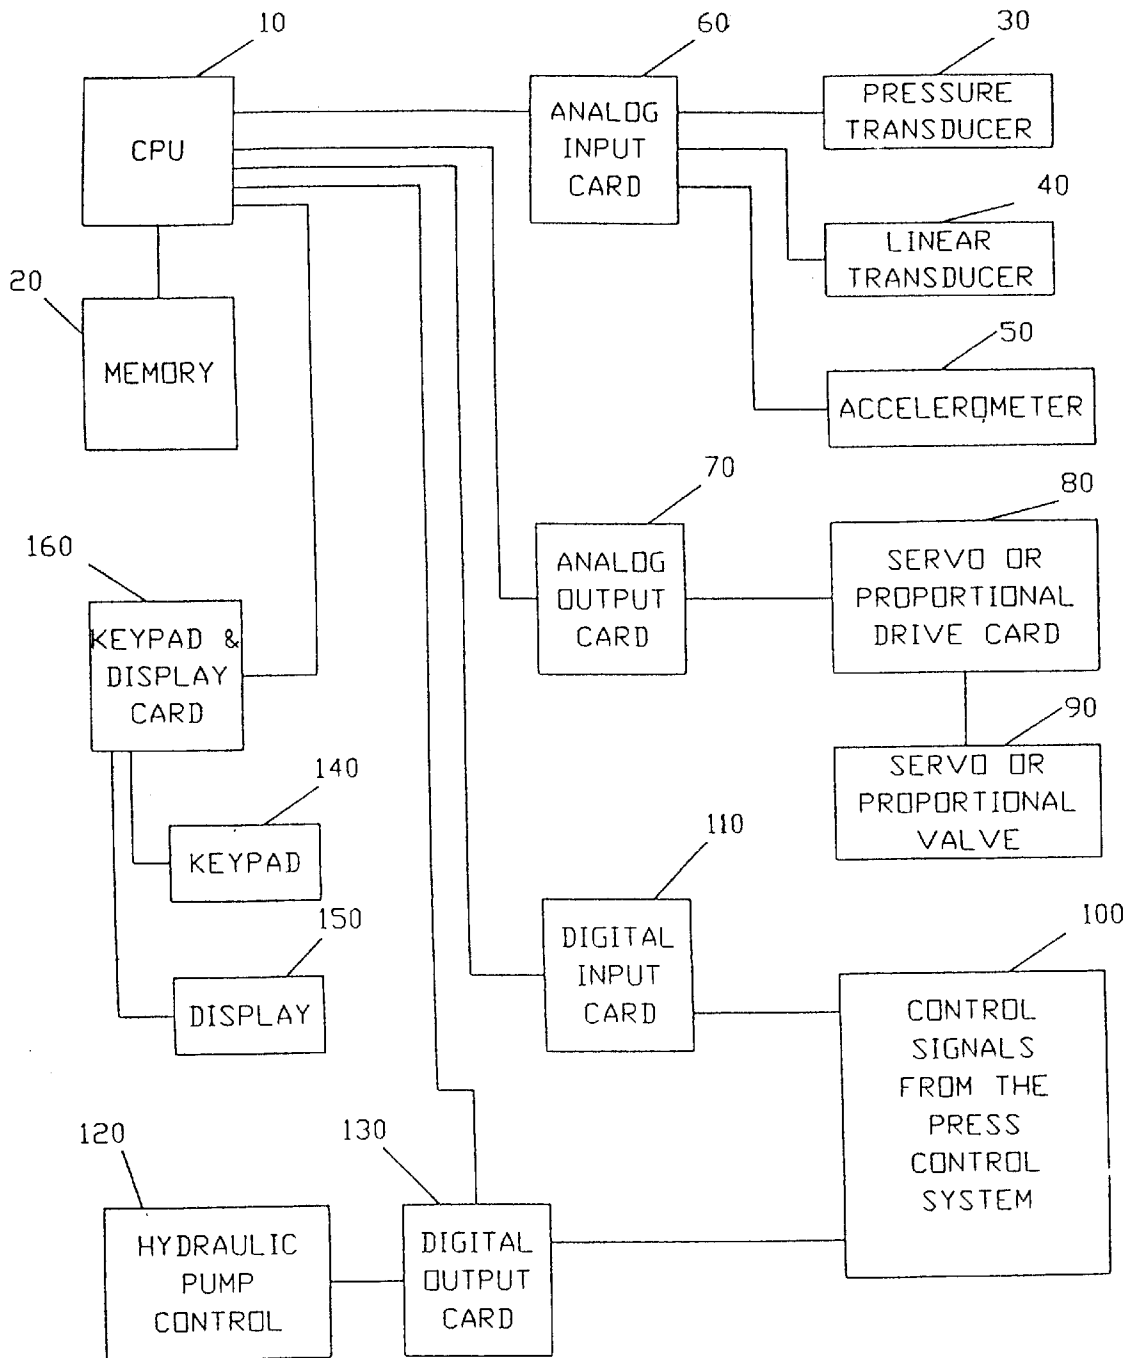 10
60
30
CPU
ANALOG
INPUT
CARD
PRESSURE
TRANSDUCER
40
LINEAR
TRANSDUCER
20
MEMORY
50
ACCELEROMETER
70
80
160
ANALOG
OUTPUT
CARD
SERVO OR
PROPORTIONAL
DRIVE CARD
KEYPAD &
DISPLAY
CARD
90
SERVO OR
PROPORTIONAL
VALVE
140
KEYPAD
110
150
DISPLAY
DIGITAL
INPUT
CARD
100
CONTROL
SIGNALS
FROM THE
PRESS
CONTROL
SYSTEM
120
130
HYDRAULIC
PUMP
CONTROL
DIGITAL
OUTPUT
CARD